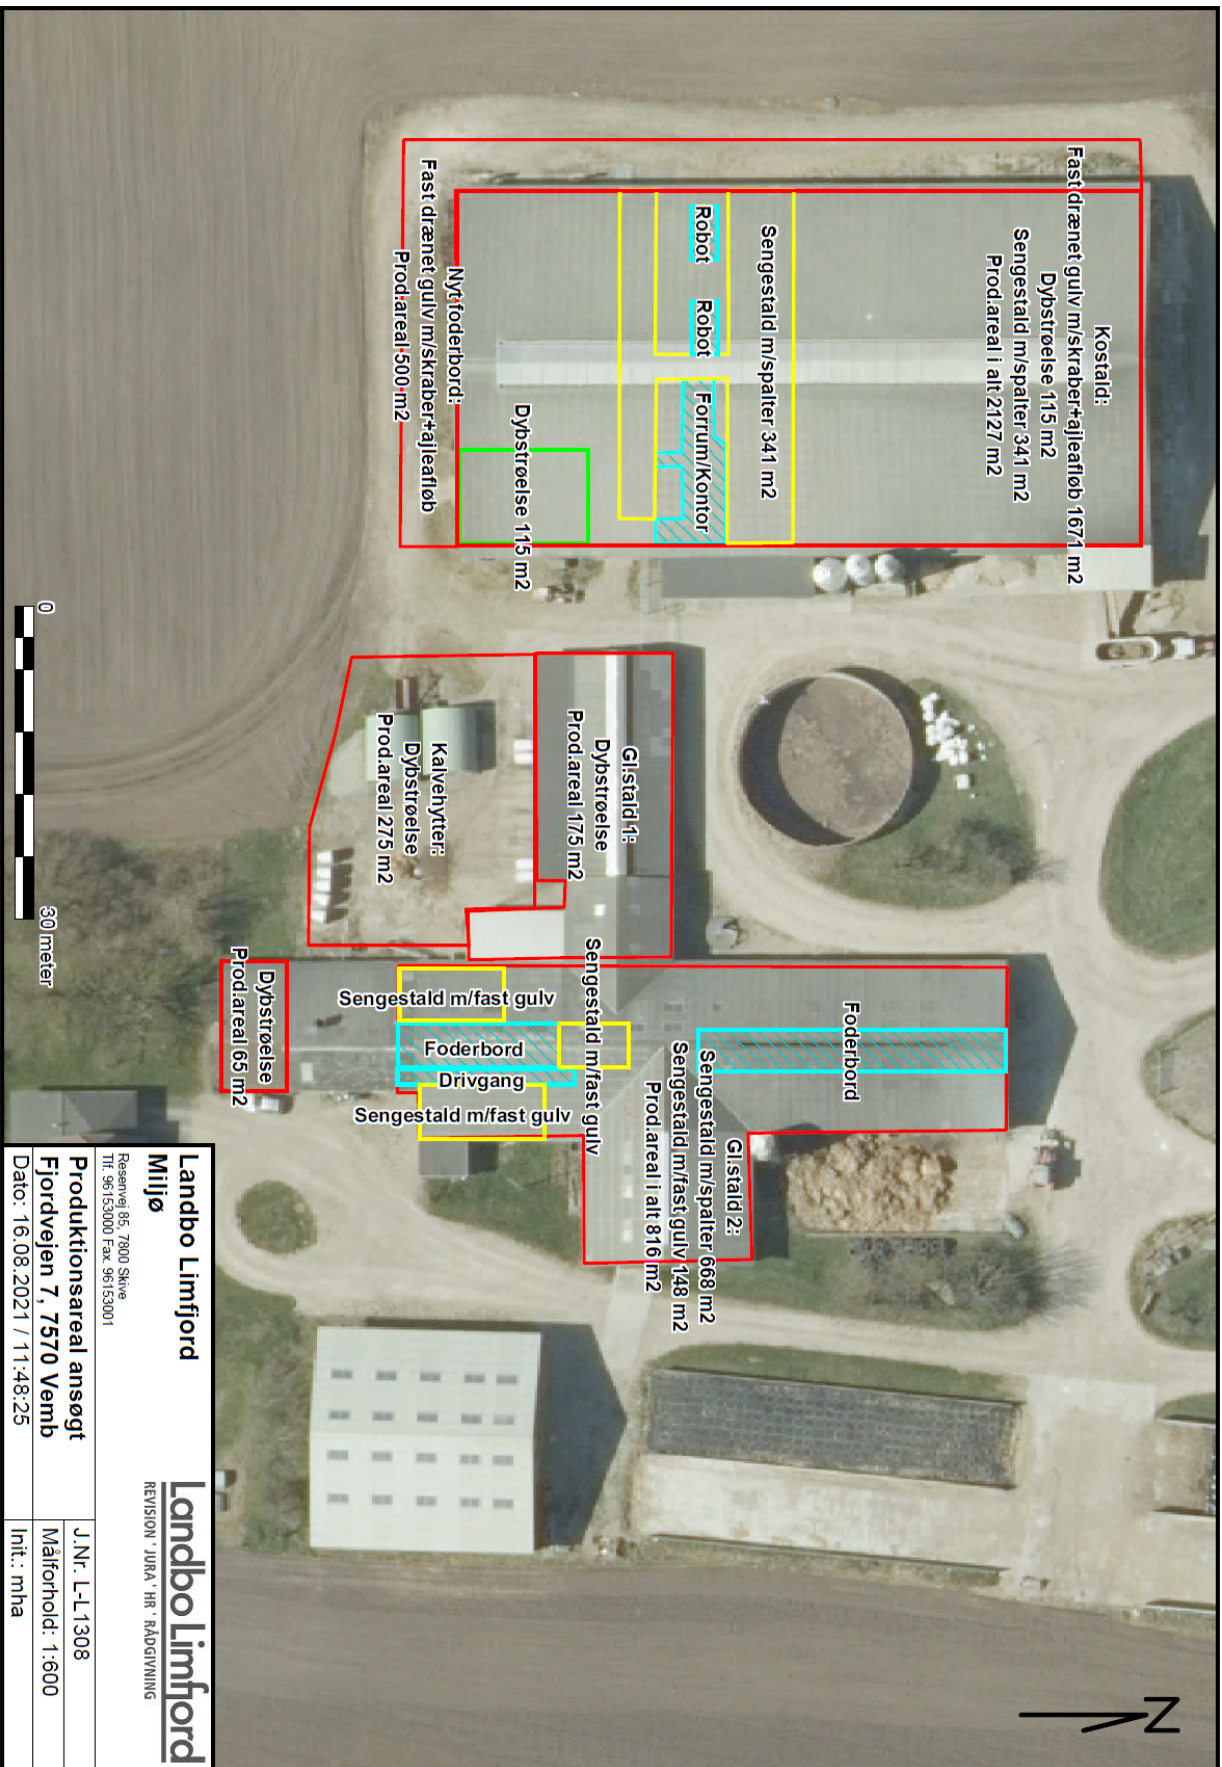 Kostald:
Fast drænet gulv m/skraber+ajleafløb 1671 m2
Dybstrøelse 115 m2
Sengestald m/spalter 341 m2
Prod.areal i alt 2127 m2
Sengestald m/spalter 341 m2
Robot
Robot
Forrum/Kontor
Dybstrøelse 115 m2
Nyt foderbord:
Fast drænet gulv m/skraber+ajleafløb
Prod.areal 500 m2
Gl.stald 1:
Dybstrøelse
Prod.areal 175 m2
Kalvehytter:
Dybstrøelse
Prod.areal 275 m2
Foderbord
Gl.stald 2:
Sengestald m/spalter 668 m2
Sengestald m/fast gulv 148 m2
Prod.areal i alt 816 m2
Sengestald m/fast gulv
Sengestald m/fast gulv
Foderbord
Drivgang
Sengestald m/fast gulv
Dybstrøelse
Prod.areal 65 m2
0
30 meter
N
Landbo Limfjord
Miljø
Resenvej 85, 7800 Skive
Tlf. 96153000 Fax. 96153001
Landbo Limfjord
REVISION ' JURA ' HR ' RÅDGIVNING
Produktionsareal ansøgt
Fjordvejen 7, 7570 Vemb
Dato: 16.08.2021 / 11:48:25
J.Nr. L-L1308
Målforhold: 1:600
Init.: mha